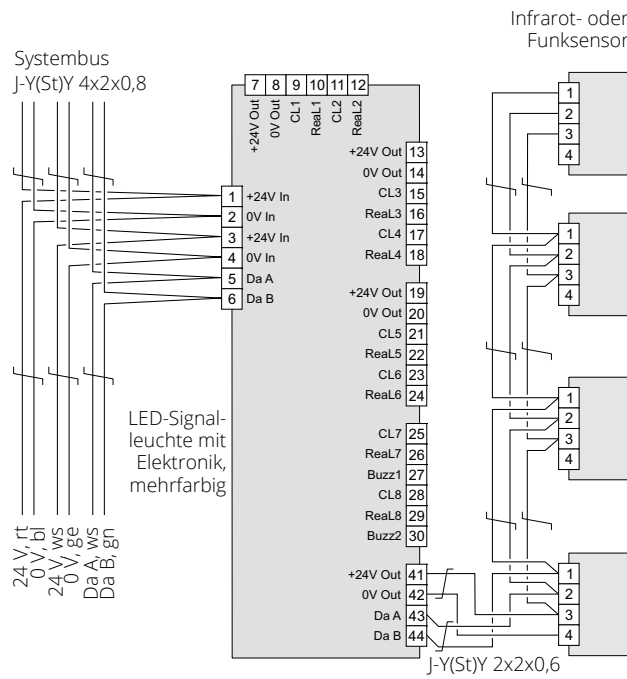 Infrarot- oder
Funksensor
Systembus
J-Y(St)Y 4x2x0,8
7 8 9 10 11 12
+24V Out
0V Out
CL1
ReaL1
CL2
ReaL2
+24V Out 13
0V Out 14
CL3 15
ReaL3 16
CL4 17
ReaL4 18
1 +24V In
2 0V In
3 +24V In
4 0V In
5 Da A
6 Da B
+24V Out 19
0V Out 20
CL5 21
ReaL5 22
CL6 23
ReaL6 24
LED-Signal-
leuchte mit
Elektronik,
mehrfarbig
CL7 25
ReaL7 26
Buzz1 27
CL8 28
ReaL8 29
Buzz2 30
+24V Out 41
0V Out 42
Da A 43
Da B 44
24 V, rt
0 V, bl
24 V, ws
0 V, ge
Da A, ws
Da B, gn
J-Y(St)Y 2x2x0,6
1
2
3
4
1
2
3
4
1
2
3
4
1
2
3
4